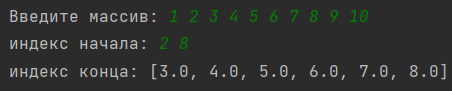 Введите массив: 1 2 3 4 5 6 7 8 9 10
индекс начала: 2 8
индекс конца: [3.0, 4.0, 5.0, 6.0, 7.0, 8.0]